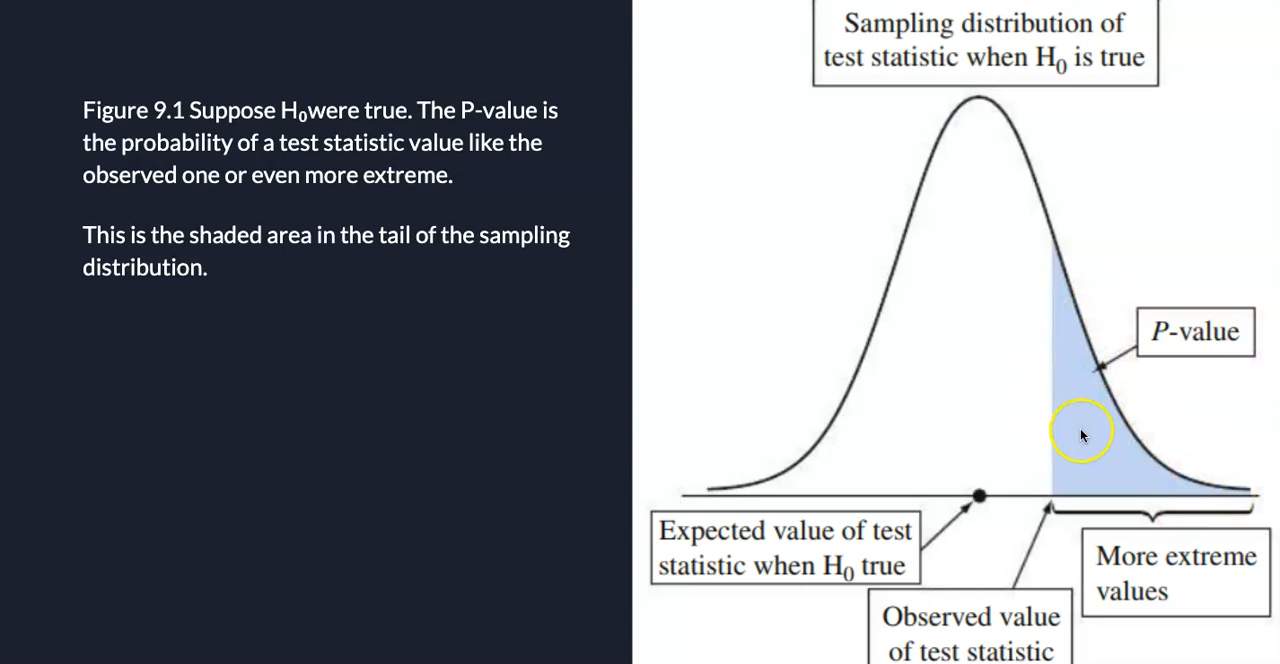 Figure 9.1 Suppose H₀were true. The P-value is
the probability of a test statistic value like the
observed one or even more extreme.
This is the shaded area in the tail of the sampling
distribution.
Sampling distribution of
test statistic when H₀ is true
P-value
Expected value of test
statistic when H₀ true
More extreme
values
Observed value
of test statistic